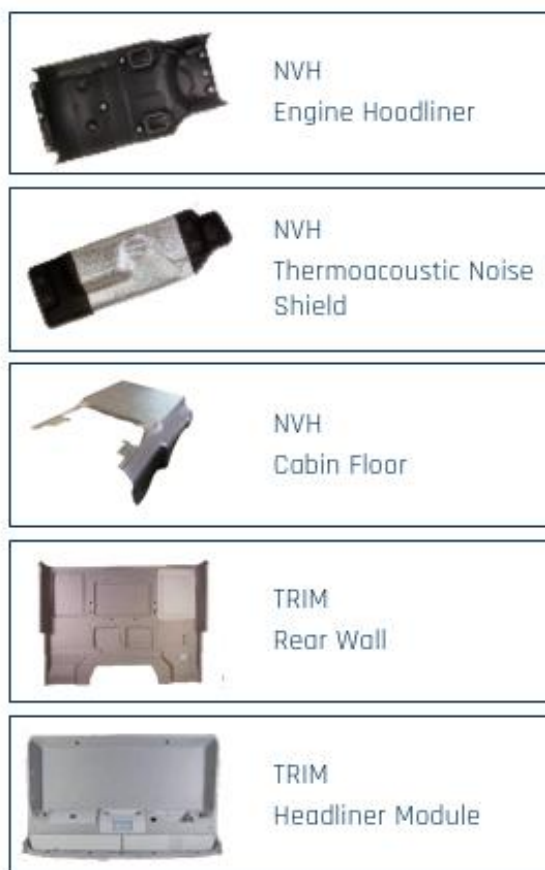 NVH
Engine Hoodliner
NVH
Thermoacoustic Noise
Shield
NVH
Cabin Floor
TRIM
Rear Wall
TRIM
Headliner Module